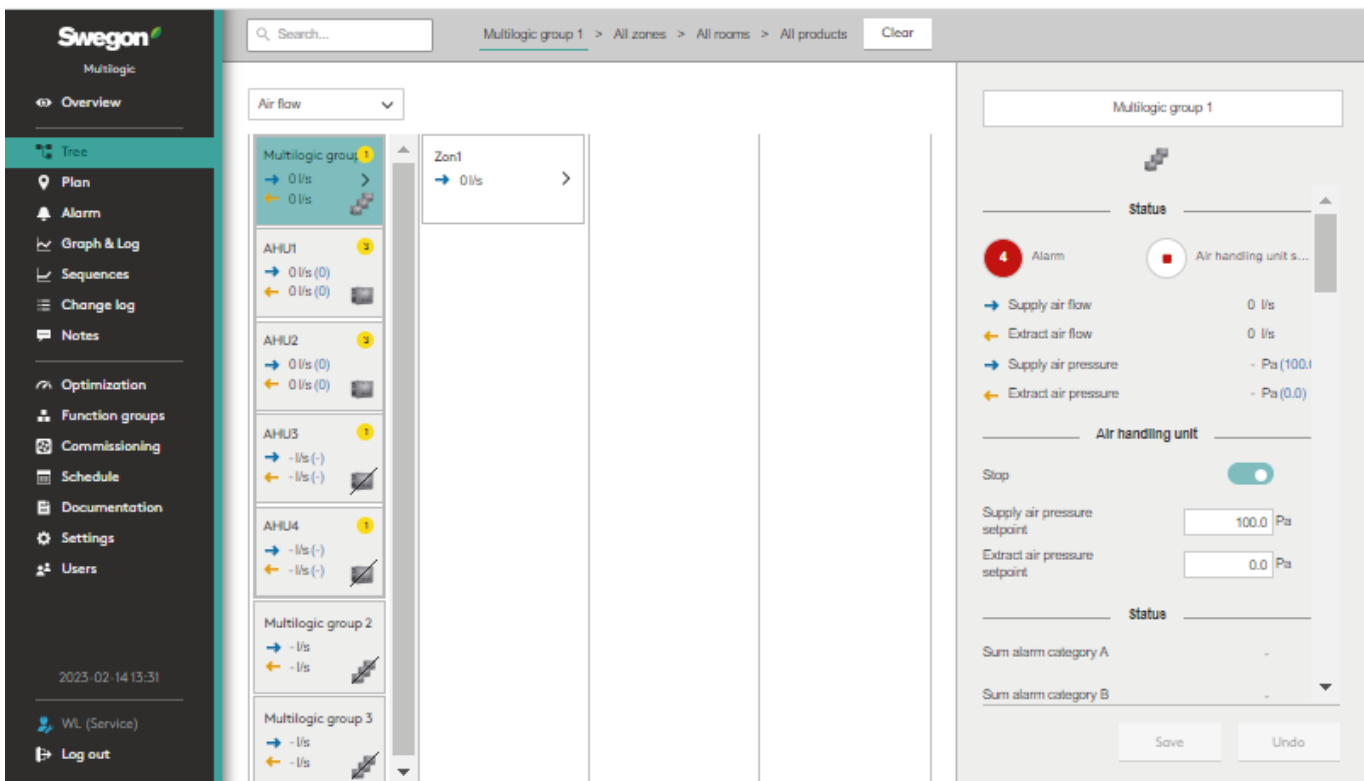 Swegon
Multilogic
Overview
Tree
Plan
Alarm
Graph & Log
Sequences
Change log
Notes
Optimization
Function groups
Commissioning
Schedule
Documentation
Settings
Users
2023-02-14 13:31
WL (Service)
Log out
Search...
Multilogic group 1 > All zones > All rooms > All products
Clear
Air flow
Multilogic group 1
0 l/s
0 l/s
AHU1 3
0 l/s (0)
0 l/s (0)
AHU2 3
0 l/s (0)
0 l/s (0)
AHU3 1
- l/s (-)
- l/s (-)
AHU4 1
- l/s (-)
- l/s (-)
Multilogic group 2
- l/s
- l/s
Multilogic group 3
- l/s
- l/s
Zon1
0 l/s
Multilogic group 1
Status
4 Alarm
Air handling unit s...
Supply air flow 0 l/s
Extract air flow 0 l/s
Supply air pressure - Pa (100.0
Extract air pressure - Pa (0.0)
Air handling unit
Stop
Supply air pressure
setpoint
100.0 Pa
Extract air pressure
setpoint
0.0 Pa
Status
Sum alarm category A -
Sum alarm category B -
Save Undo